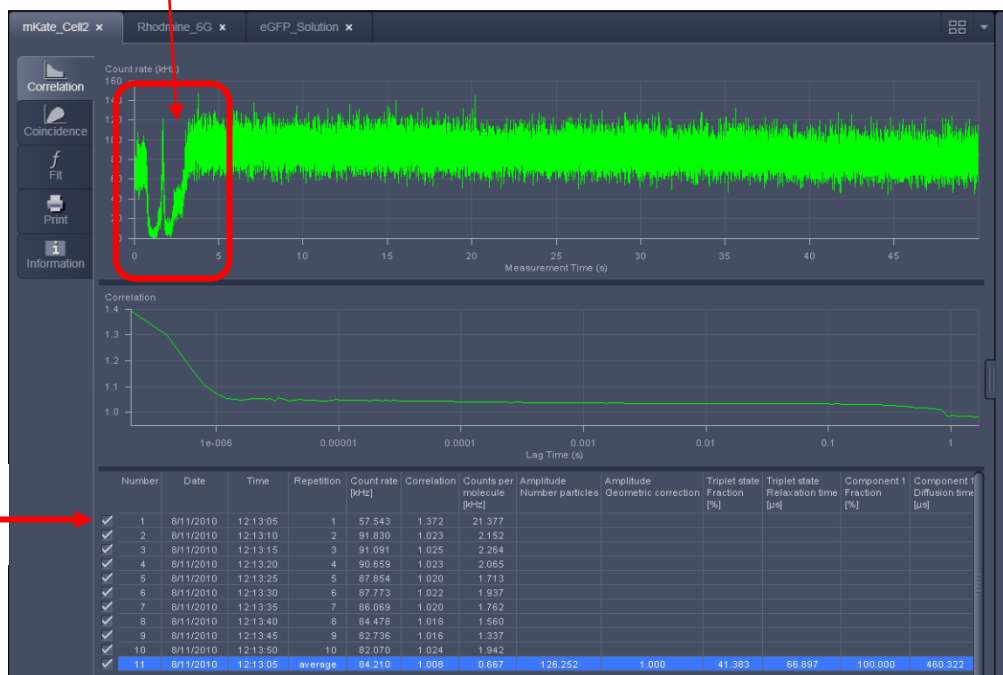 mKate_Cell2 × Rhodmine_6G × eGFP_Solution ×
Correlation
Coincidence
f
Fit
Print
i
Information
Count rate (kHz)
160
140
120
100
80
60
40
20
0
0 5 10 15 20 25 30 35 40 45
Measurement Time (s)
Correlation
1.4
1.3
1.2
1.1
1.0
1e-006 0.00001 0.0001 0.001 0.01 0.1 1
Lag Time (s)
Number Date Time Repetition Count rate [kHz] Correlation Counts per molecule [kHz] Amplitude Number particles Amplitude Geometric correction Triplet state Fraction [%] Triplet state Relaxation time [µs] Component 1 Fraction [%] Component 1 Diffusion time [µs]
1 8/11/2010 12:13:05 1 57.543 1.372 21.377
2 8/11/2010 12:13:10 2 91.830 1.023 2.152
3 8/11/2010 12:13:15 3 91.091 1.025 2.264
4 8/11/2010 12:13:20 4 90.659 1.023 2.065
5 8/11/2010 12:13:25 5 87.854 1.020 1.713
6 8/11/2010 12:13:30 6 87.773 1.022 1.937
7 8/11/2010 12:13:35 7 86.069 1.020 1.762
8 8/11/2010 12:13:40 8 84.478 1.018 1.560
9 8/11/2010 12:13:45 9 82.736 1.016 1.337
10 8/11/2010 12:13:50 10 82.070 1.024 1.942
11 8/11/2010 12:13:05 average 84.210 1.008 0.667 126.252 1.000 41.383 66.897 100.000 460.322